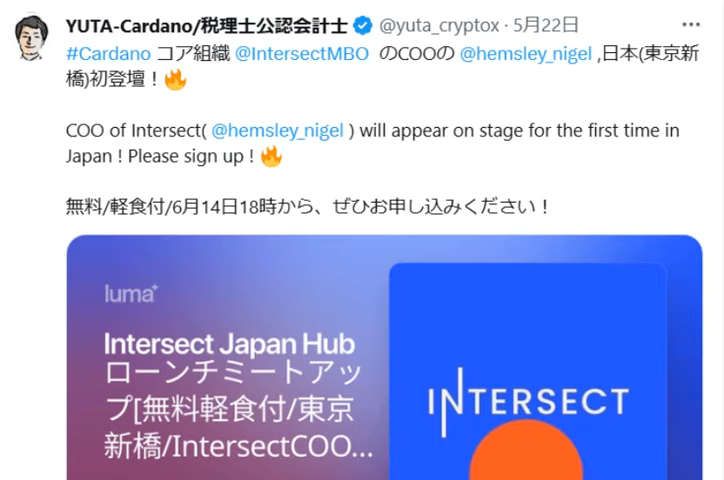 YUTA-Cardano/税理士公認会計士 @yuta_cryptox · 5月22日
#Cardano コア組織 @IntersectMBO のCOOの @hemsley_nigel ,日本(東京新
橋)初登壇！🔥
COO of Intersect( @hemsley_nigel ) will appear on stage for the first time in
Japan ! Please sign up ! 🔥
無料/軽食付/6月14日18時から、ぜひお申し込みください！
luma
Intersect Japan Hub
ローンチミートアッ
プ[無料軽食付/東京
新橋/IntersectCOO...
INTERSECT